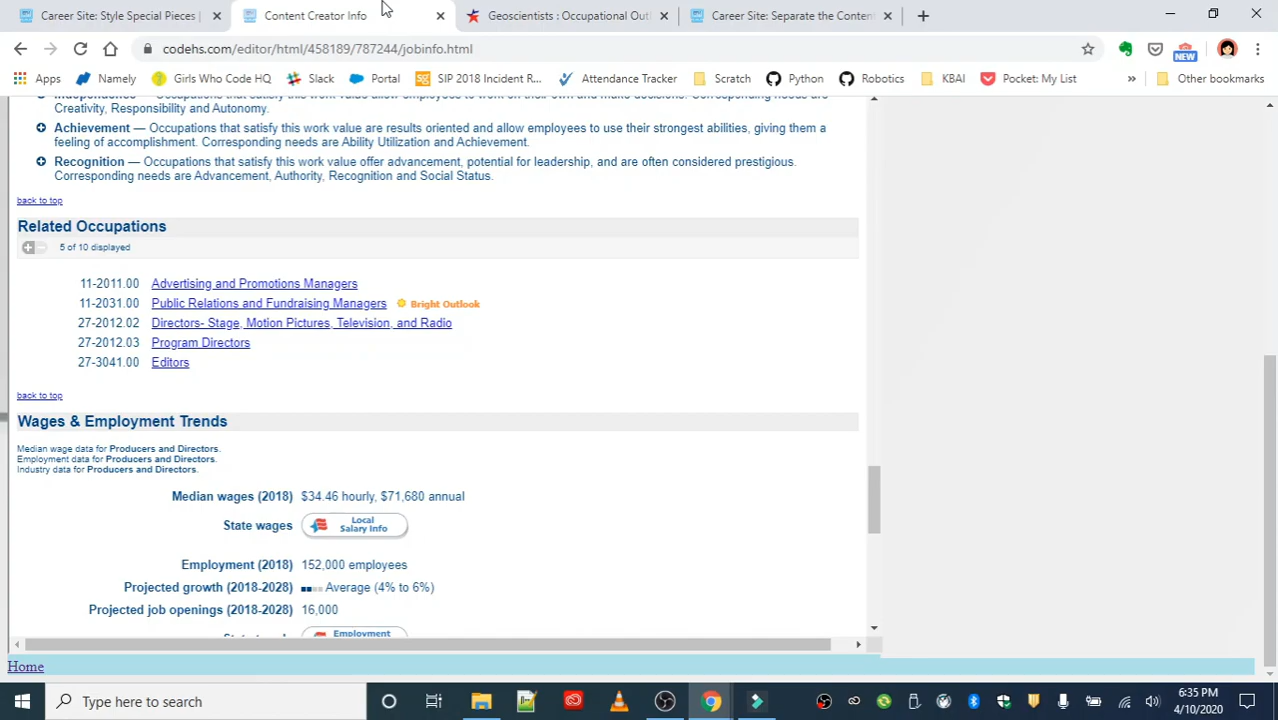 Career Site: Style Special Pieces |
Content Creator Info
Geoscientists : Occupational Out
Career Site: Separate the Conten
codehs.com/editor/html/458189/787244/jobinfo.html
NEW
Apps
Namely
Girls Who Code HQ
Slack
Portal
SIP 2018 Incident R...
Attendance Tracker
Scratch
Python
Robotics
KBAI
Pocket: My List
»
Other bookmarks
Creativity, Responsibility and Autonomy.
Achievement — Occupations that satisfy this work value are results oriented and allow employees to use their strongest abilities, giving them a
feeling of accomplishment. Corresponding needs are Ability Utilization and Achievement.
Recognition — Occupations that satisfy this work value offer advancement, potential for leadership, and are often considered prestigious.
Corresponding needs are Advancement, Authority, Recognition and Social Status.
back to top
Related Occupations
5 of 10 displayed
11-2011.00 Advertising and Promotions Managers
11-2031.00 Public Relations and Fundraising Managers Bright Outlook
27-2012.02 Directors- Stage, Motion Pictures, Television, and Radio
27-2012.03 Program Directors
27-3041.00 Editors
back to top
Wages & Employment Trends
Median wage data for Producers and Directors.
Employment data for Producers and Directors.
Industry data for Producers and Directors.
Median wages (2018) $34.46 hourly, $71,680 annual
State wages Local
Salary Info
Employment (2018) 152,000 employees
Projected growth (2018-2028) Average (4% to 6%)
Projected job openings (2018-2028) 16,000
Employment
Home
Type here to search
6:35 PM
4/10/2020